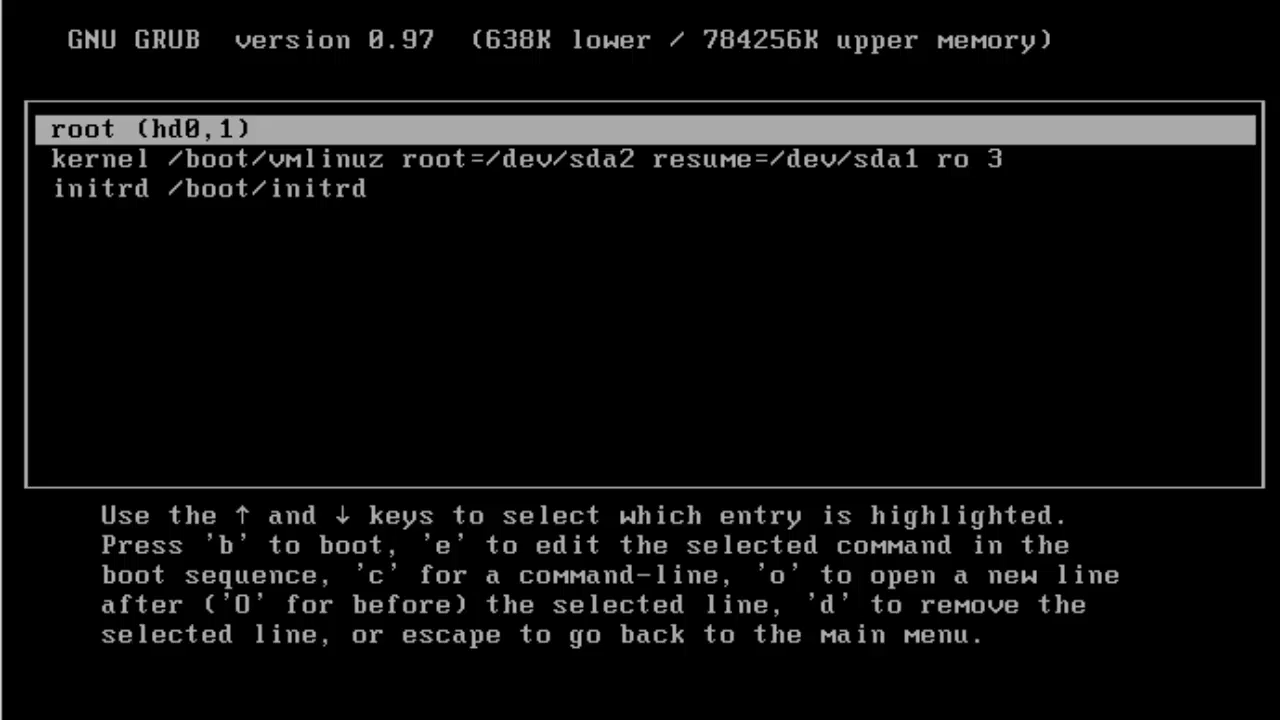 GNU GRUB  version 0.97  (638K lower / 784256K upper memory)
root (hd0,1)
kernel /boot/vmlinuz root=/dev/sda2 resume=/dev/sda1 ro 3
initrd /boot/initrd
Use the ↑ and ↓ keys to select which entry is highlighted.
Press 'b' to boot, 'e' to edit the selected command in the
boot sequence, 'c' for a command-line, 'o' to open a new line
after ('O' for before) the selected line, 'd' to remove the
selected line, or escape to go back to the main menu.